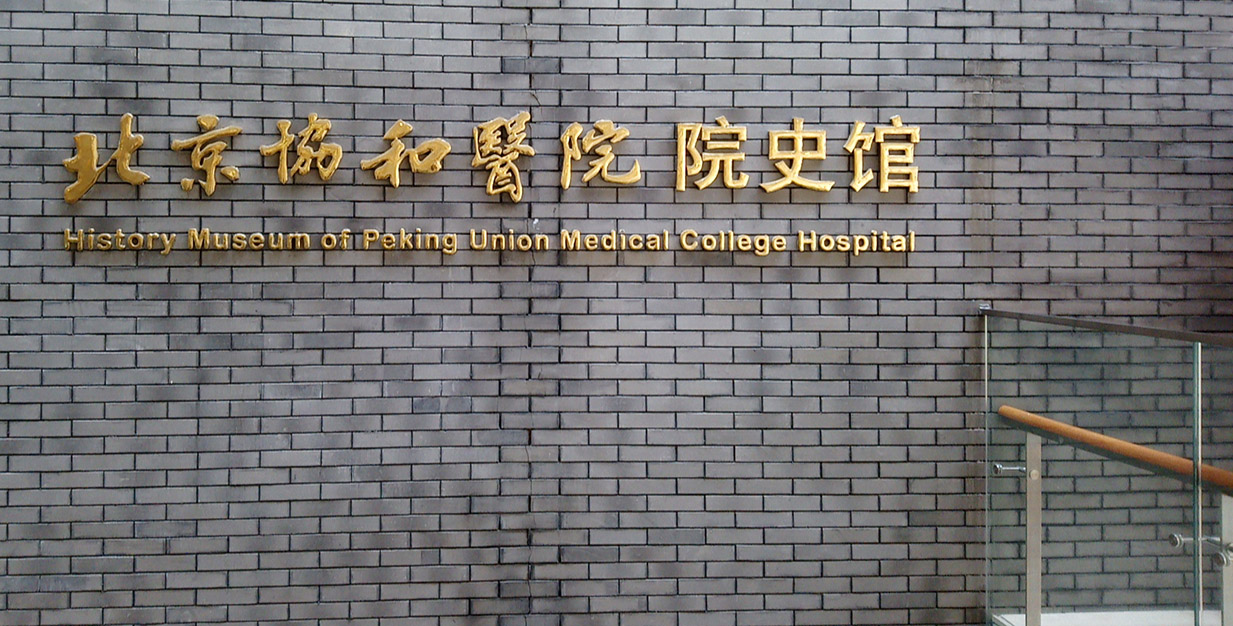 北京協和醫院 院史馆
History Museum of Peking Union Medical College Hospital